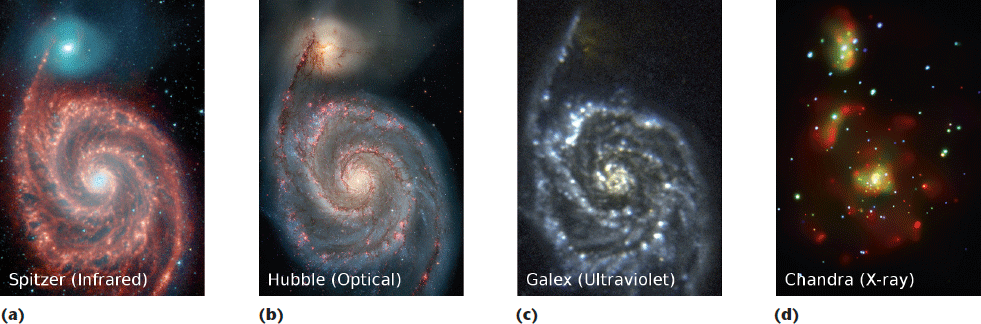 Spitzer (Infrared)
Hubble (Optical)
Galex (Ultraviolet)
Chandra (X-ray)
(a)
(b)
(c)
(d)